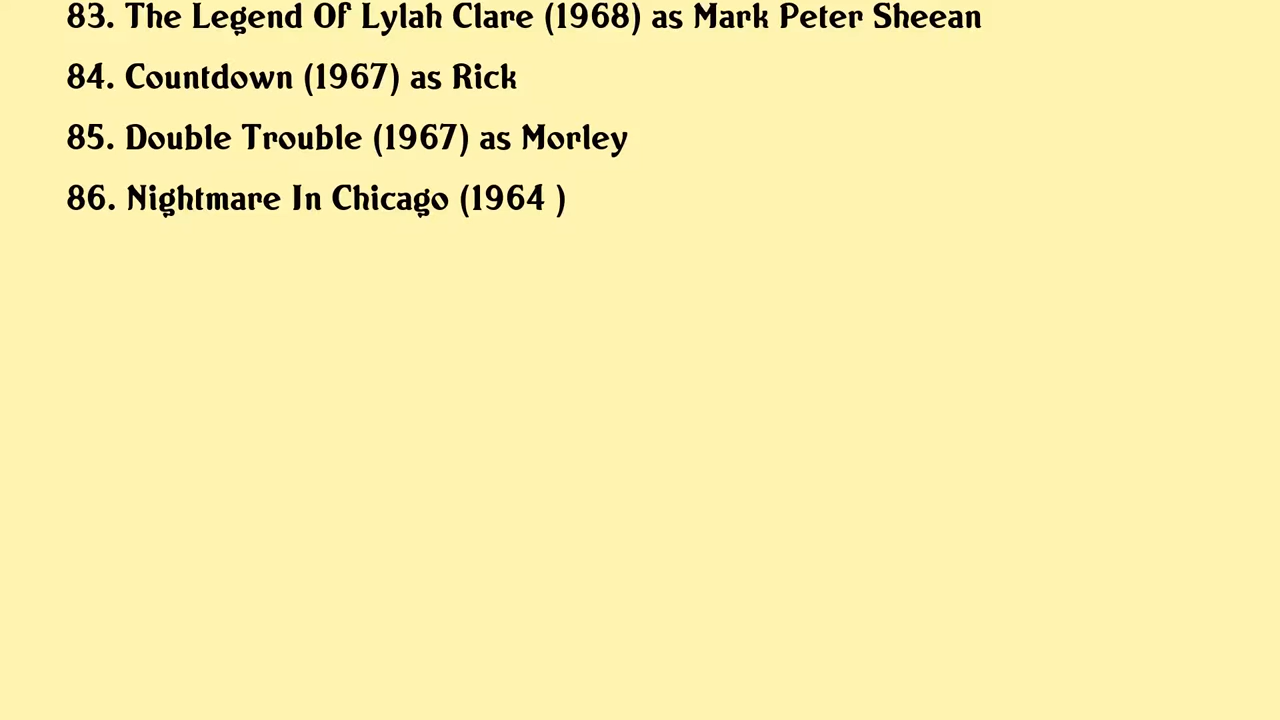 83. The Legend Of Lylah Clare (1968) as Mark Peter Sheean
84. Countdown (1967) as Rick
85. Double Trouble (1967) as Morley
86. Nightmare In Chicago (1964 )